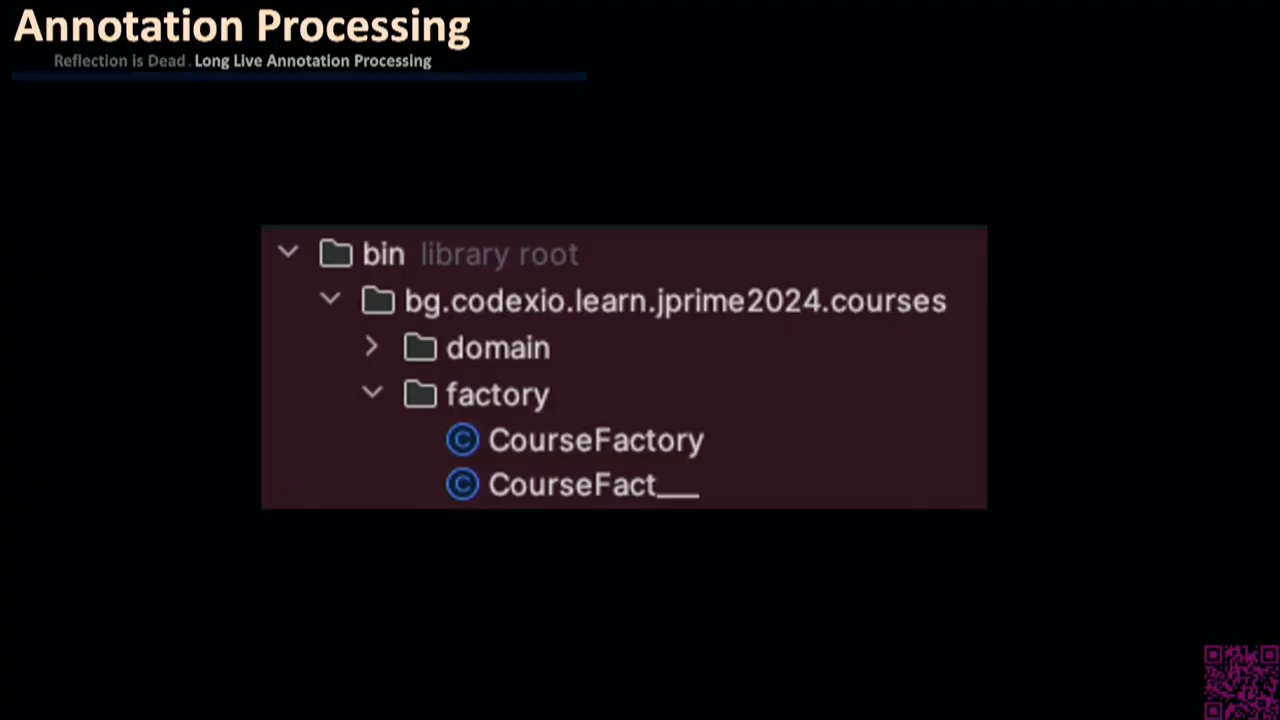 Annotation Processing
Reflection is Dead. Long Live Annotation Processing
bin library root
bg.codexio.learn.jprime2024.courses
domain
factory
CourseFactory
CourseFact___